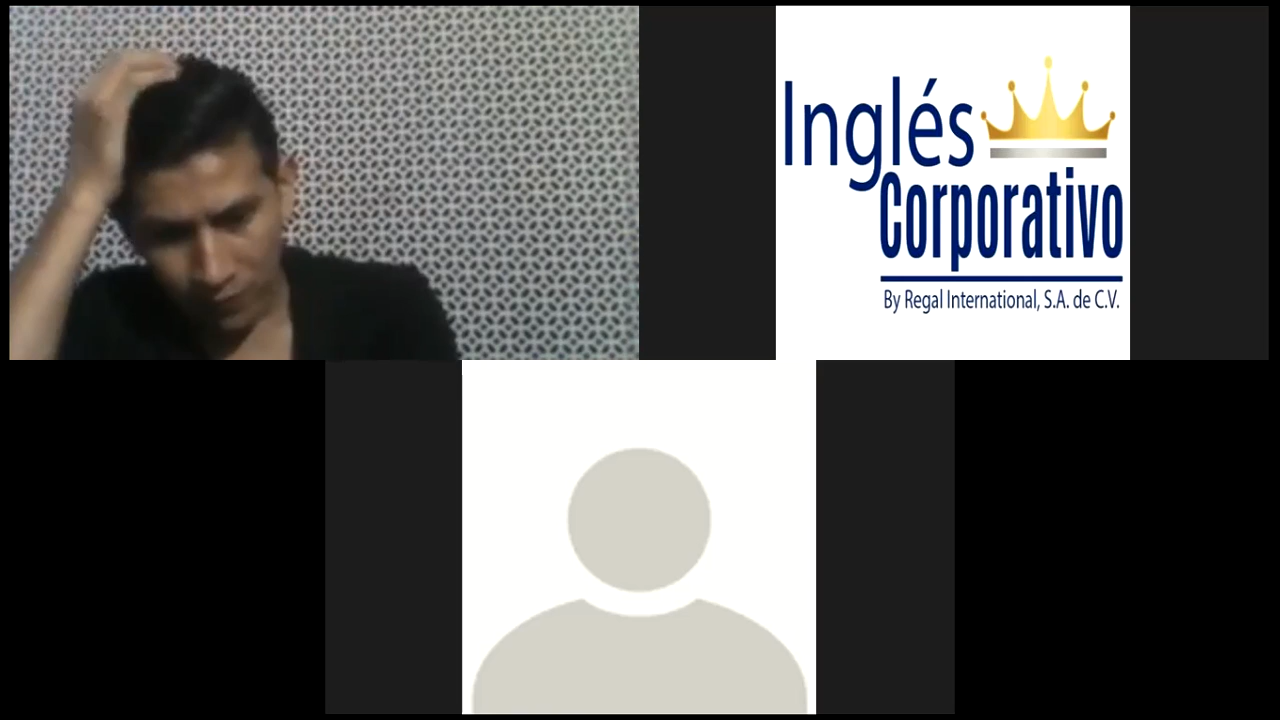 Inglés
Corporativo
By Regal International, S.A. de C.V.